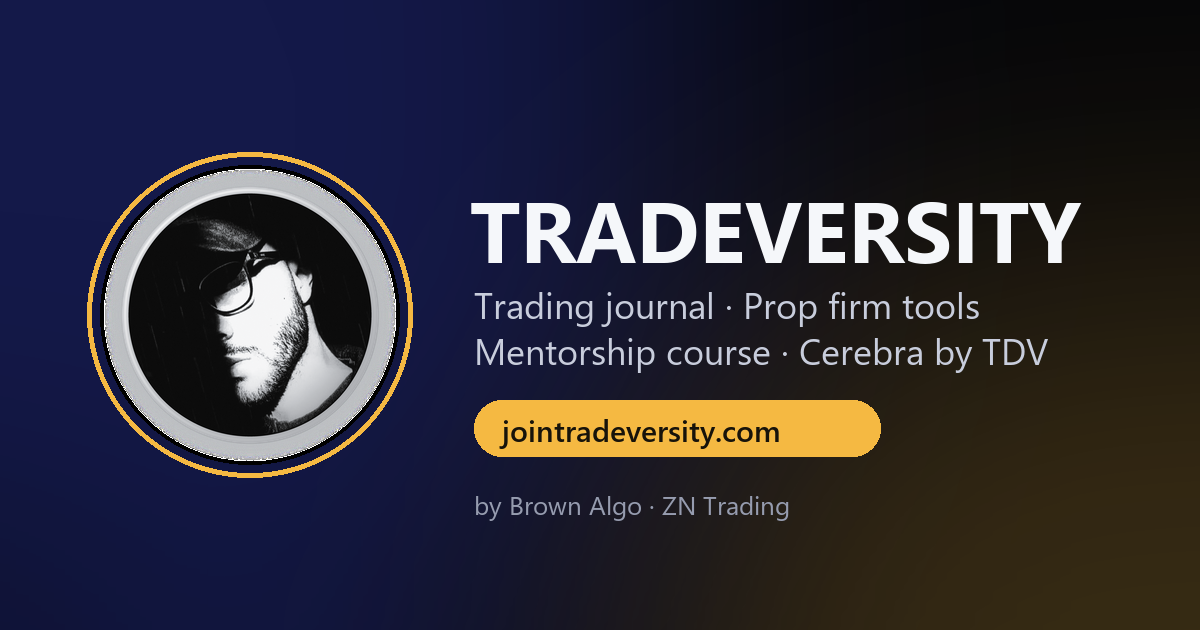 TRADEVERSITY
Trading journal · Prop firm tools
Mentorship course · Cerebra by TDV
jointradeversity.com
by Brown Algo · ZN Trading